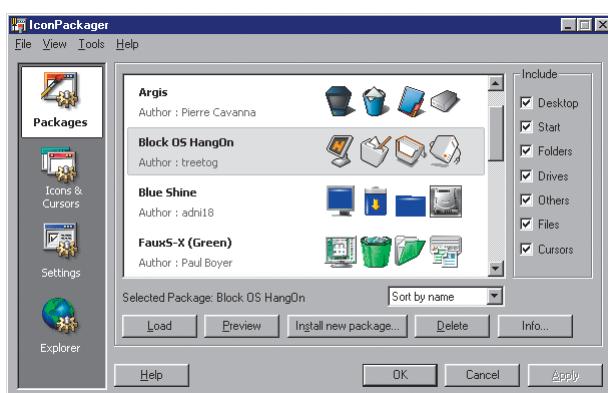 IconPackager
File View Tools Help
Packages
Icons &
Cursors
Settings
Explorer
Argis
Author : Pierre Cavanna
Block OS HangOn
Author : treetog
Blue Shine
Author : adni18
FauxS-X (Green)
Author : Paul Boyer
Include
Desktop
Start
Folders
Drives
Others
Files
Cursors
Selected Package: Block OS HangOn
Sort by name
Load Preview Install new package... Delete Info...
Help OK Cancel Apply